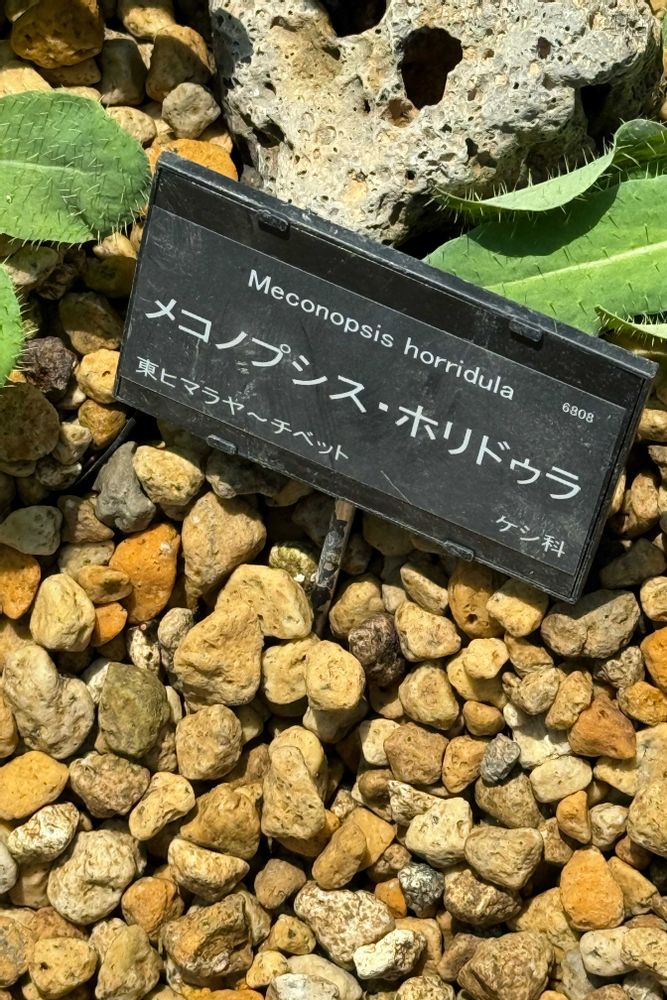 Meconopsis horridula
6808
メコノプシス・ホリドゥラ
東ヒマラヤ〜チベット
ケシ科